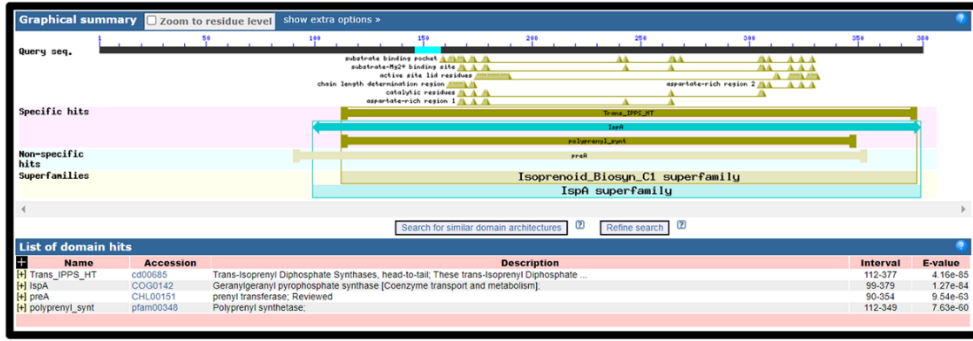 Graphical summary Zoom to residue level show extra options »
1 50 100 150 200 250 300 350 380
Query seq.
substrate binding pocket
substrate-Mg2+ binding site
active site lid residues
chain length determination region aspartate-rich region 2
catalytic residues
aspartate-rich region 1
Specific hits Trans_IPPS_HT
IspA
polyprenyl_synt
Non-specific
hits preA
Superfamilies Isoprenoid_Biosyn_C1 superfamily
IspA superfamily
Search for similar domain architectures ? Refine search ?
List of domain hits ?
+ Name Accession Description Interval E-value
[+] Trans_IPPS_HT cd00685 Trans-Isoprenyl Diphosphate Synthases, head-to-tail; These trans-Isoprenyl Diphosphate ... 112-377 4.16e-85
[+] IspA COG0142 Geranylgeranyl pyrophosphate synthase [Coenzyme transport and metabolism]; 99-379 1.27e-84
[+] preA CHL00151 prenyl transferase; Reviewed 90-354 9.54e-63
[+] polyprenyl_synt pfam00348 Polyprenyl synthetase; 112-349 7.63e-60